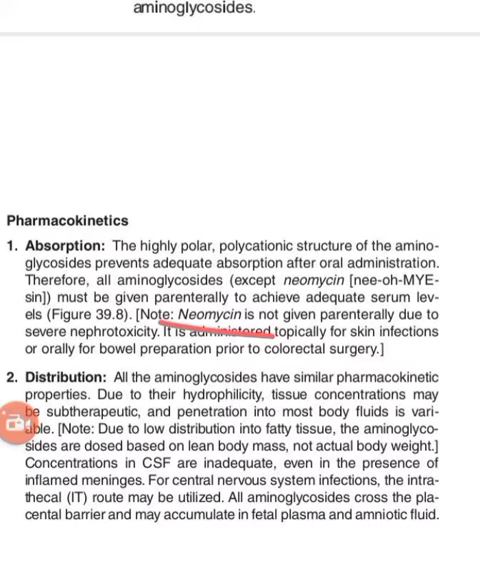 aminoglycosides.
Pharmacokinetics
1. Absorption: The highly polar, polycationic structure of the amino-
glycosides prevents adequate absorption after oral administration.
Therefore, all aminoglycosides (except neomycin [nee-oh-MYE-
sin]) must be given parenterally to achieve adequate serum lev-
els (Figure 39.8). [Note: Neomycin is not given parenterally due to
severe nephrotoxicity. It is administered topically for skin infections
or orally for bowel preparation prior to colorectal surgery.]
2. Distribution: All the aminoglycosides have similar pharmacokinetic
properties. Due to their hydrophilicity, tissue concentrations may
be subtherapeutic, and penetration into most body fluids is vari-
able. [Note: Due to low distribution into fatty tissue, the aminoglyco-
sides are dosed based on lean body mass, not actual body weight.]
Concentrations in CSF are inadequate, even in the presence of
inflamed meninges. For central nervous system infections, the intra-
thecal (IT) route may be utilized. All aminoglycosides cross the pla-
cental barrier and may accumulate in fetal plasma and amniotic fluid.